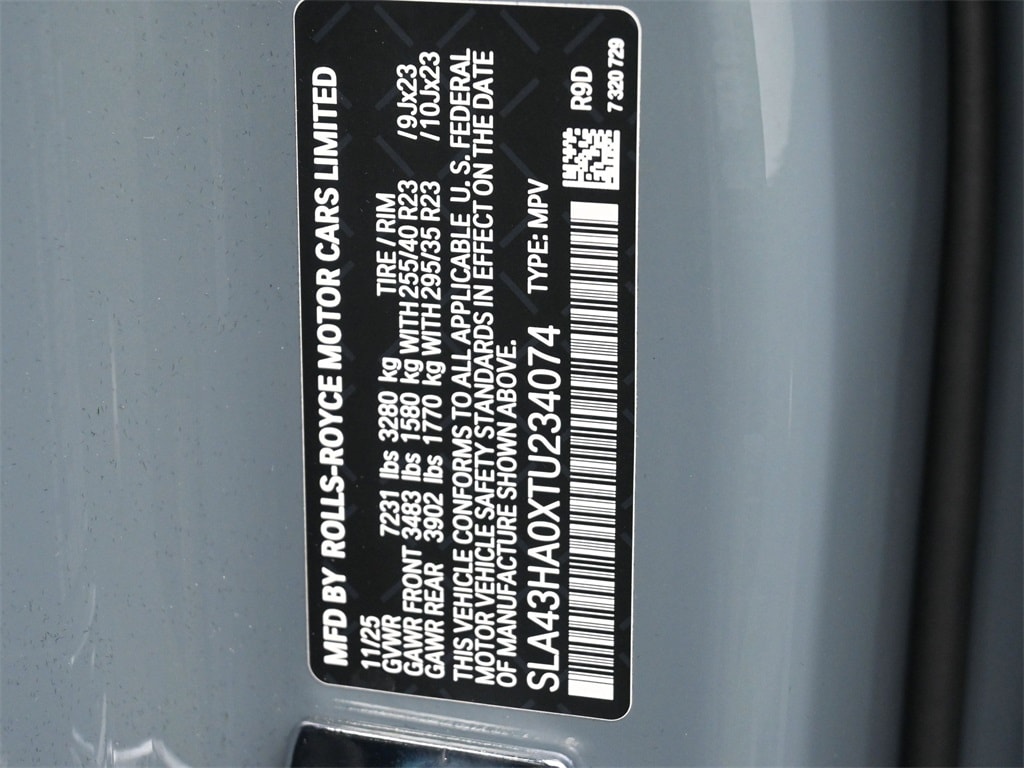 MFD BY ROLLS-ROYCE MOTOR CARS LIMITED
11/25
GVWR 7231 lbs 3280 kg TIRE / RIM
GAWR FRONT 3483 lbs 1580 kg WITH 255/40 R23 /9Jx23
GAWR REAR 3902 lbs 1770 kg WITH 295/35 R23 /10Jx23
THIS VEHICLE CONFORMS TO ALL APPLICABLE U. S. FEDERAL
MOTOR VEHICLE SAFETY STANDARDS IN EFFECT ON THE DATE
OF MANUFACTURE SHOWN ABOVE.
SLA43HA0XTU234074 TYPE: MPV
R9D
7 320 729